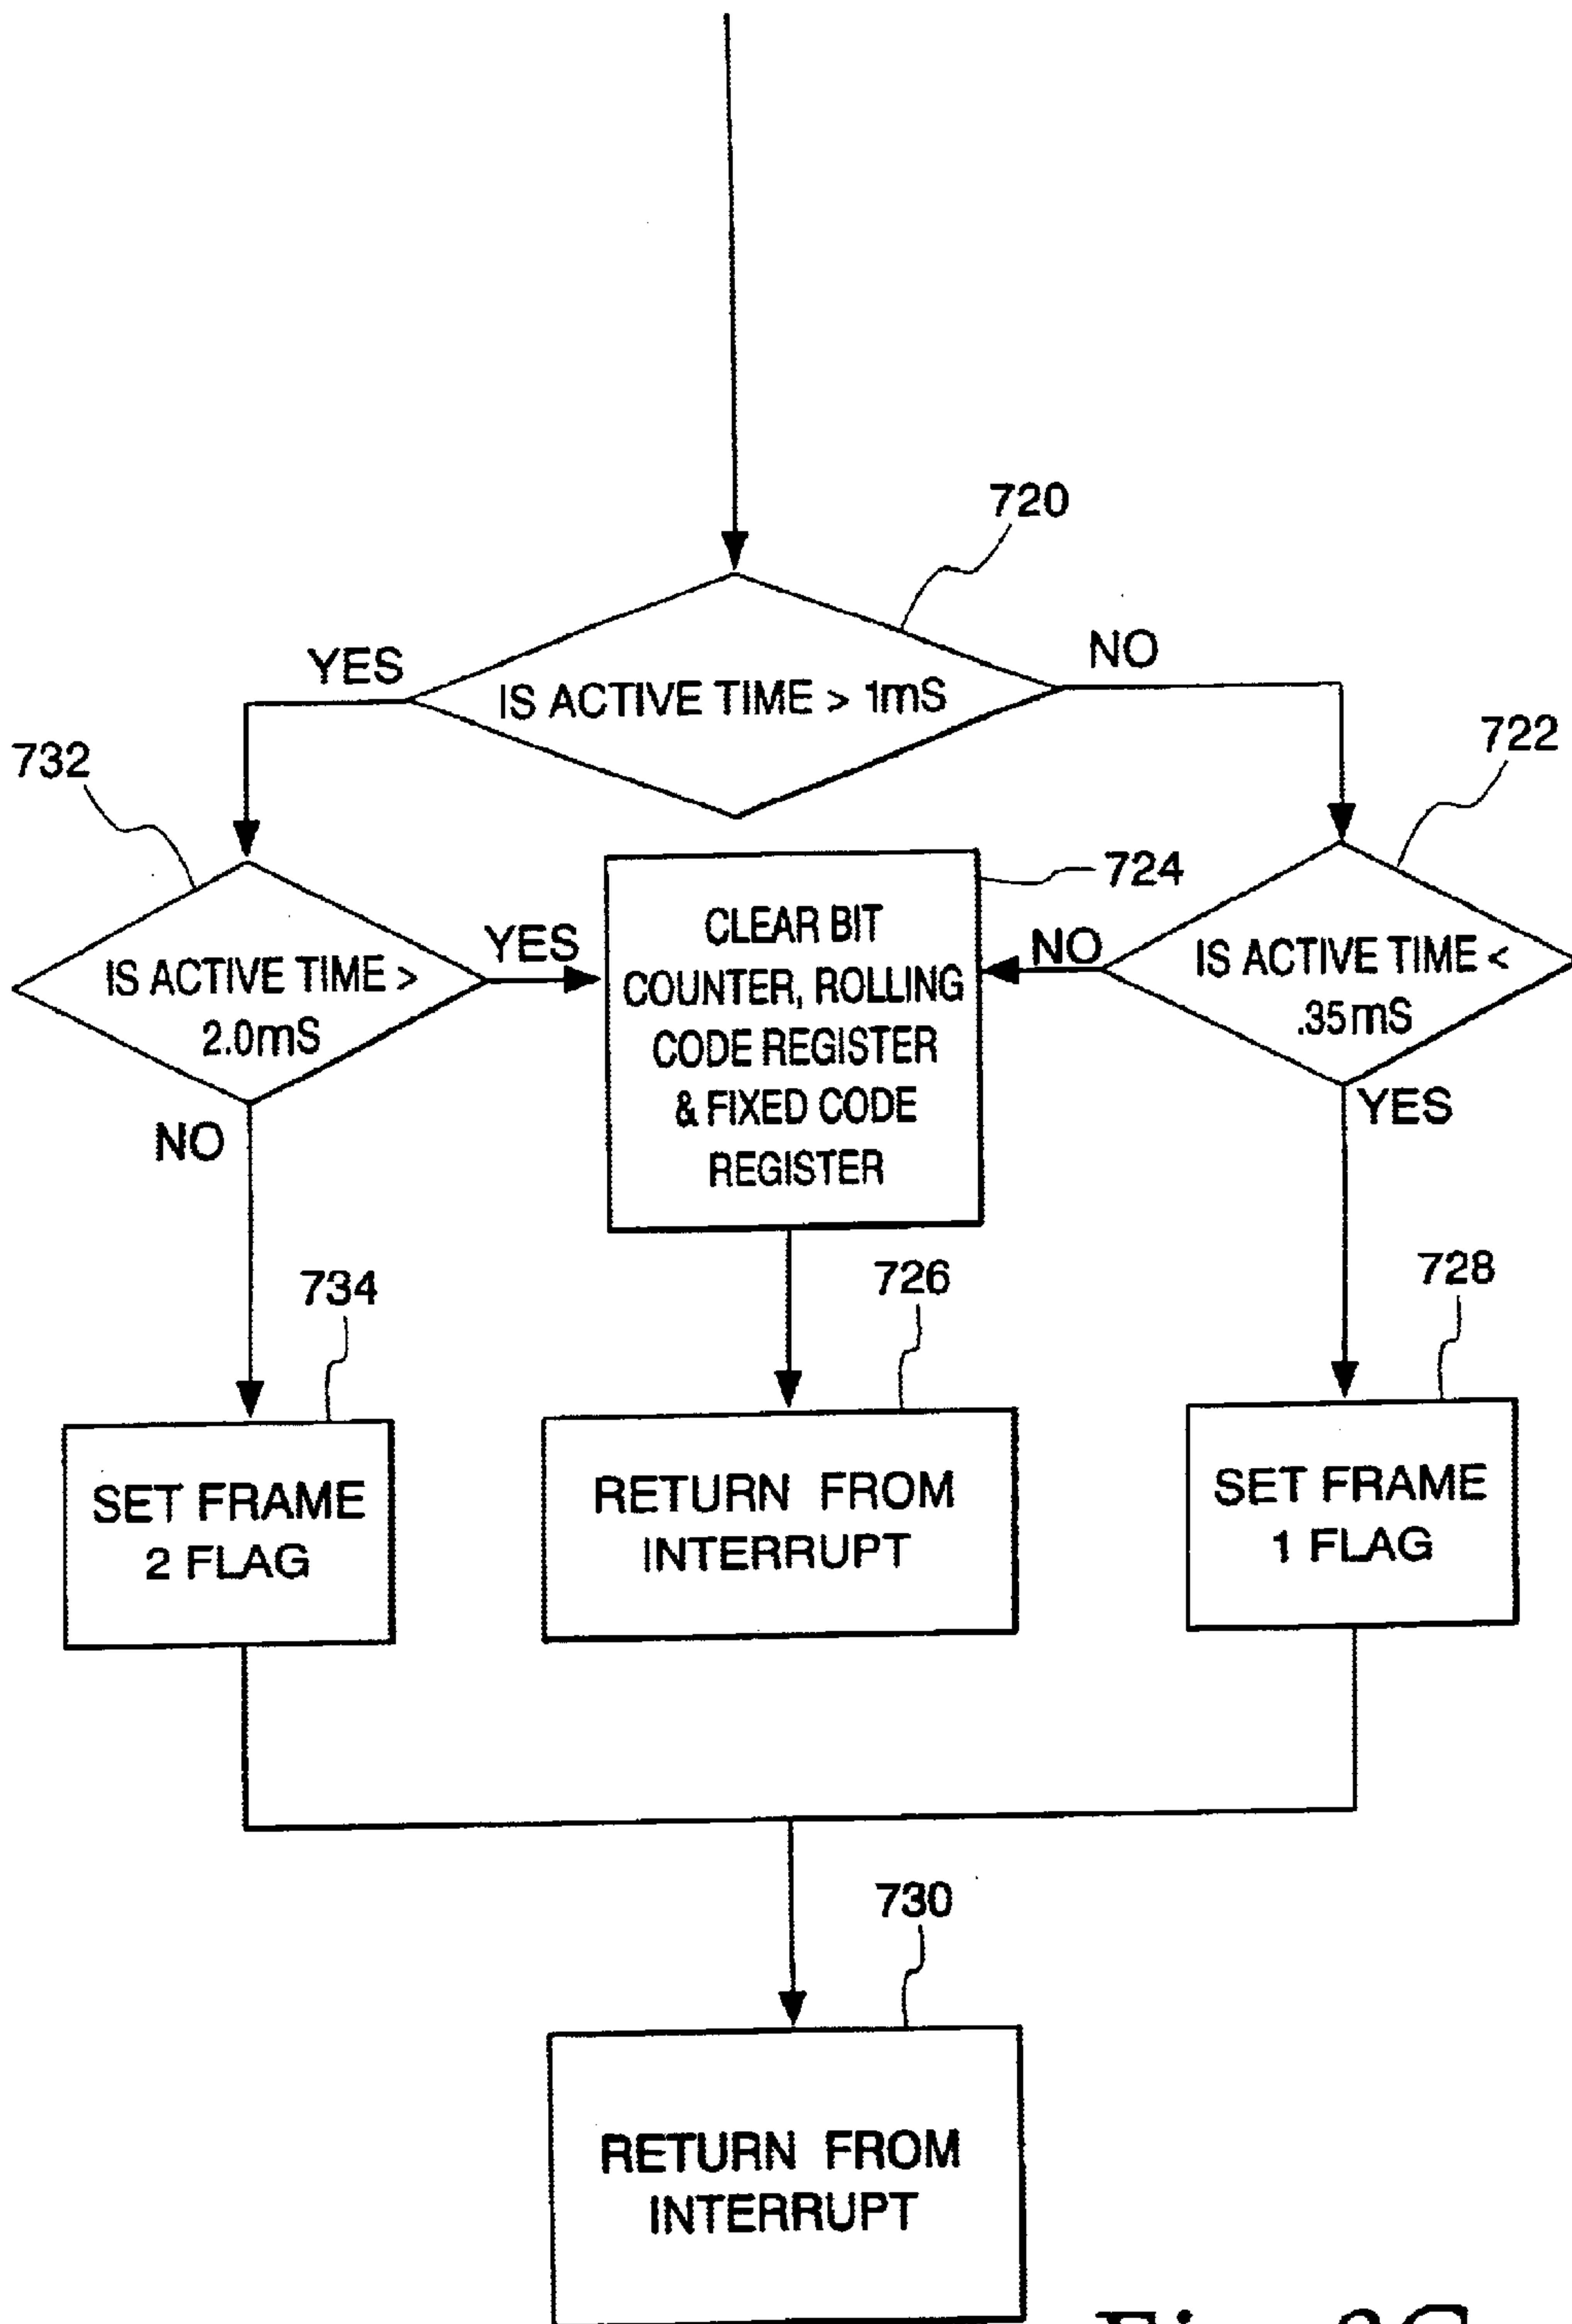 720
YES
NO
IS ACTIVE TIME > 1mS
732
722
724
CLEAR BIT
COUNTER, ROLLING
CODE REGISTER
& FIXED CODE
REGISTER
YES
NO
IS ACTIVE TIME >
2.0mS
IS ACTIVE TIME <
.35mS
NO
YES
734
726
728
SET FRAME
2 FLAG
RETURN FROM
INTERRUPT
SET FRAME
1 FLAG
730
RETURN FROM
INTERRUPT